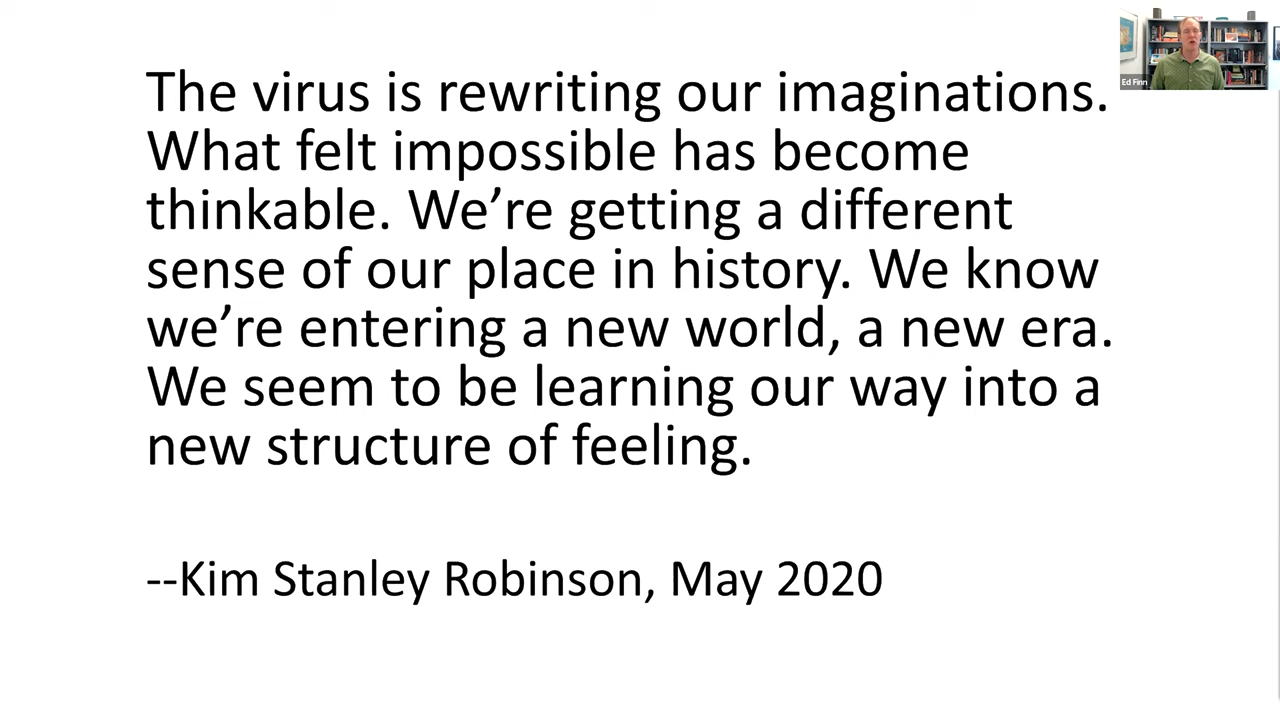 The virus is rewriting our imaginations.
What felt impossible has become
thinkable. We’re getting a different
sense of our place in history. We know
we’re entering a new world, a new era.
We seem to be learning our way into a
new structure of feeling.
--Kim Stanley Robinson, May 2020
Ed Finn